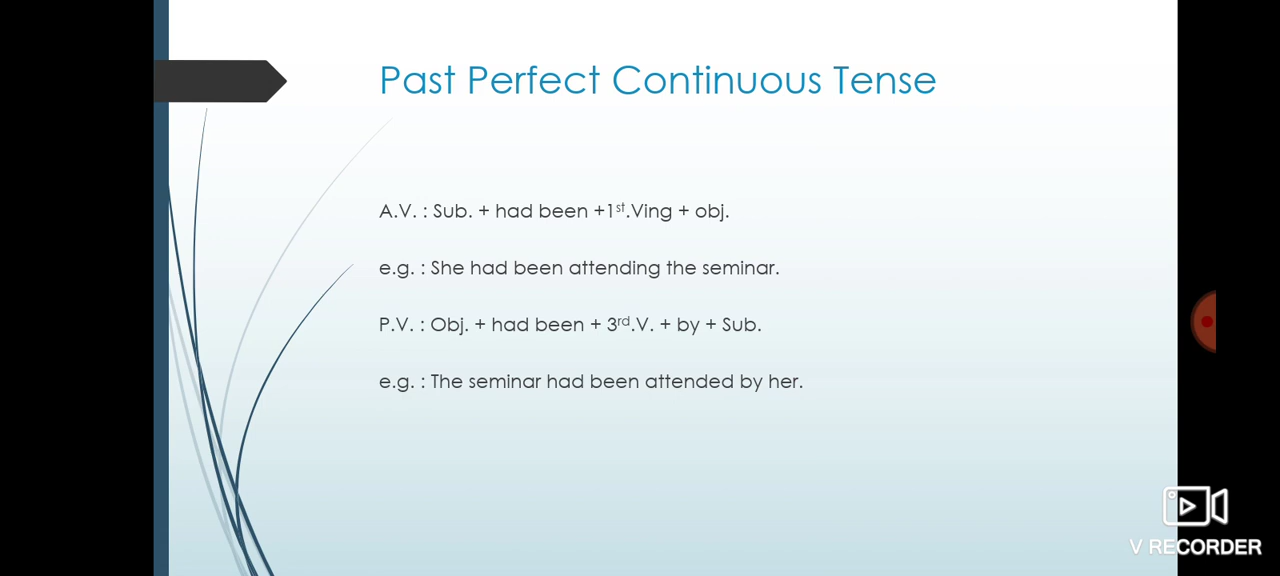 Past Perfect Continuous Tense
A.V. : Sub. + had been +1st.Ving + obj.
e.g. : She had been attending the seminar.
P.V. : Obj. + had been + 3rd.V. + by + Sub.
e.g. : The seminar had been attended by her.
V RECORDER